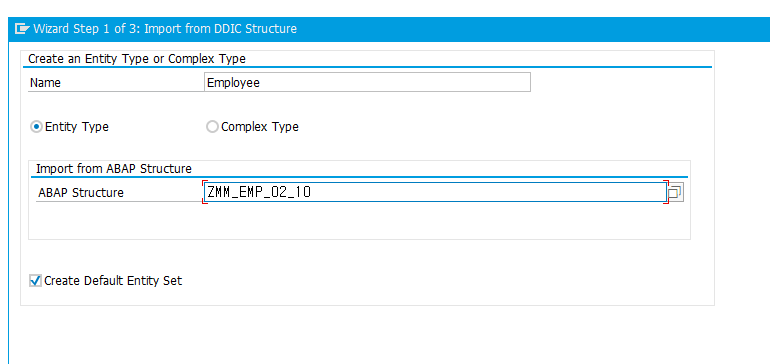 Wizard Step 1 of 3: Import from DDIC Structure
Create an Entity Type or Complex Type
Name Employee
Entity Type Complex Type
Import from ABAP Structure
ABAP Structure ZMM_EMP_02_10
Create Default Entity Set